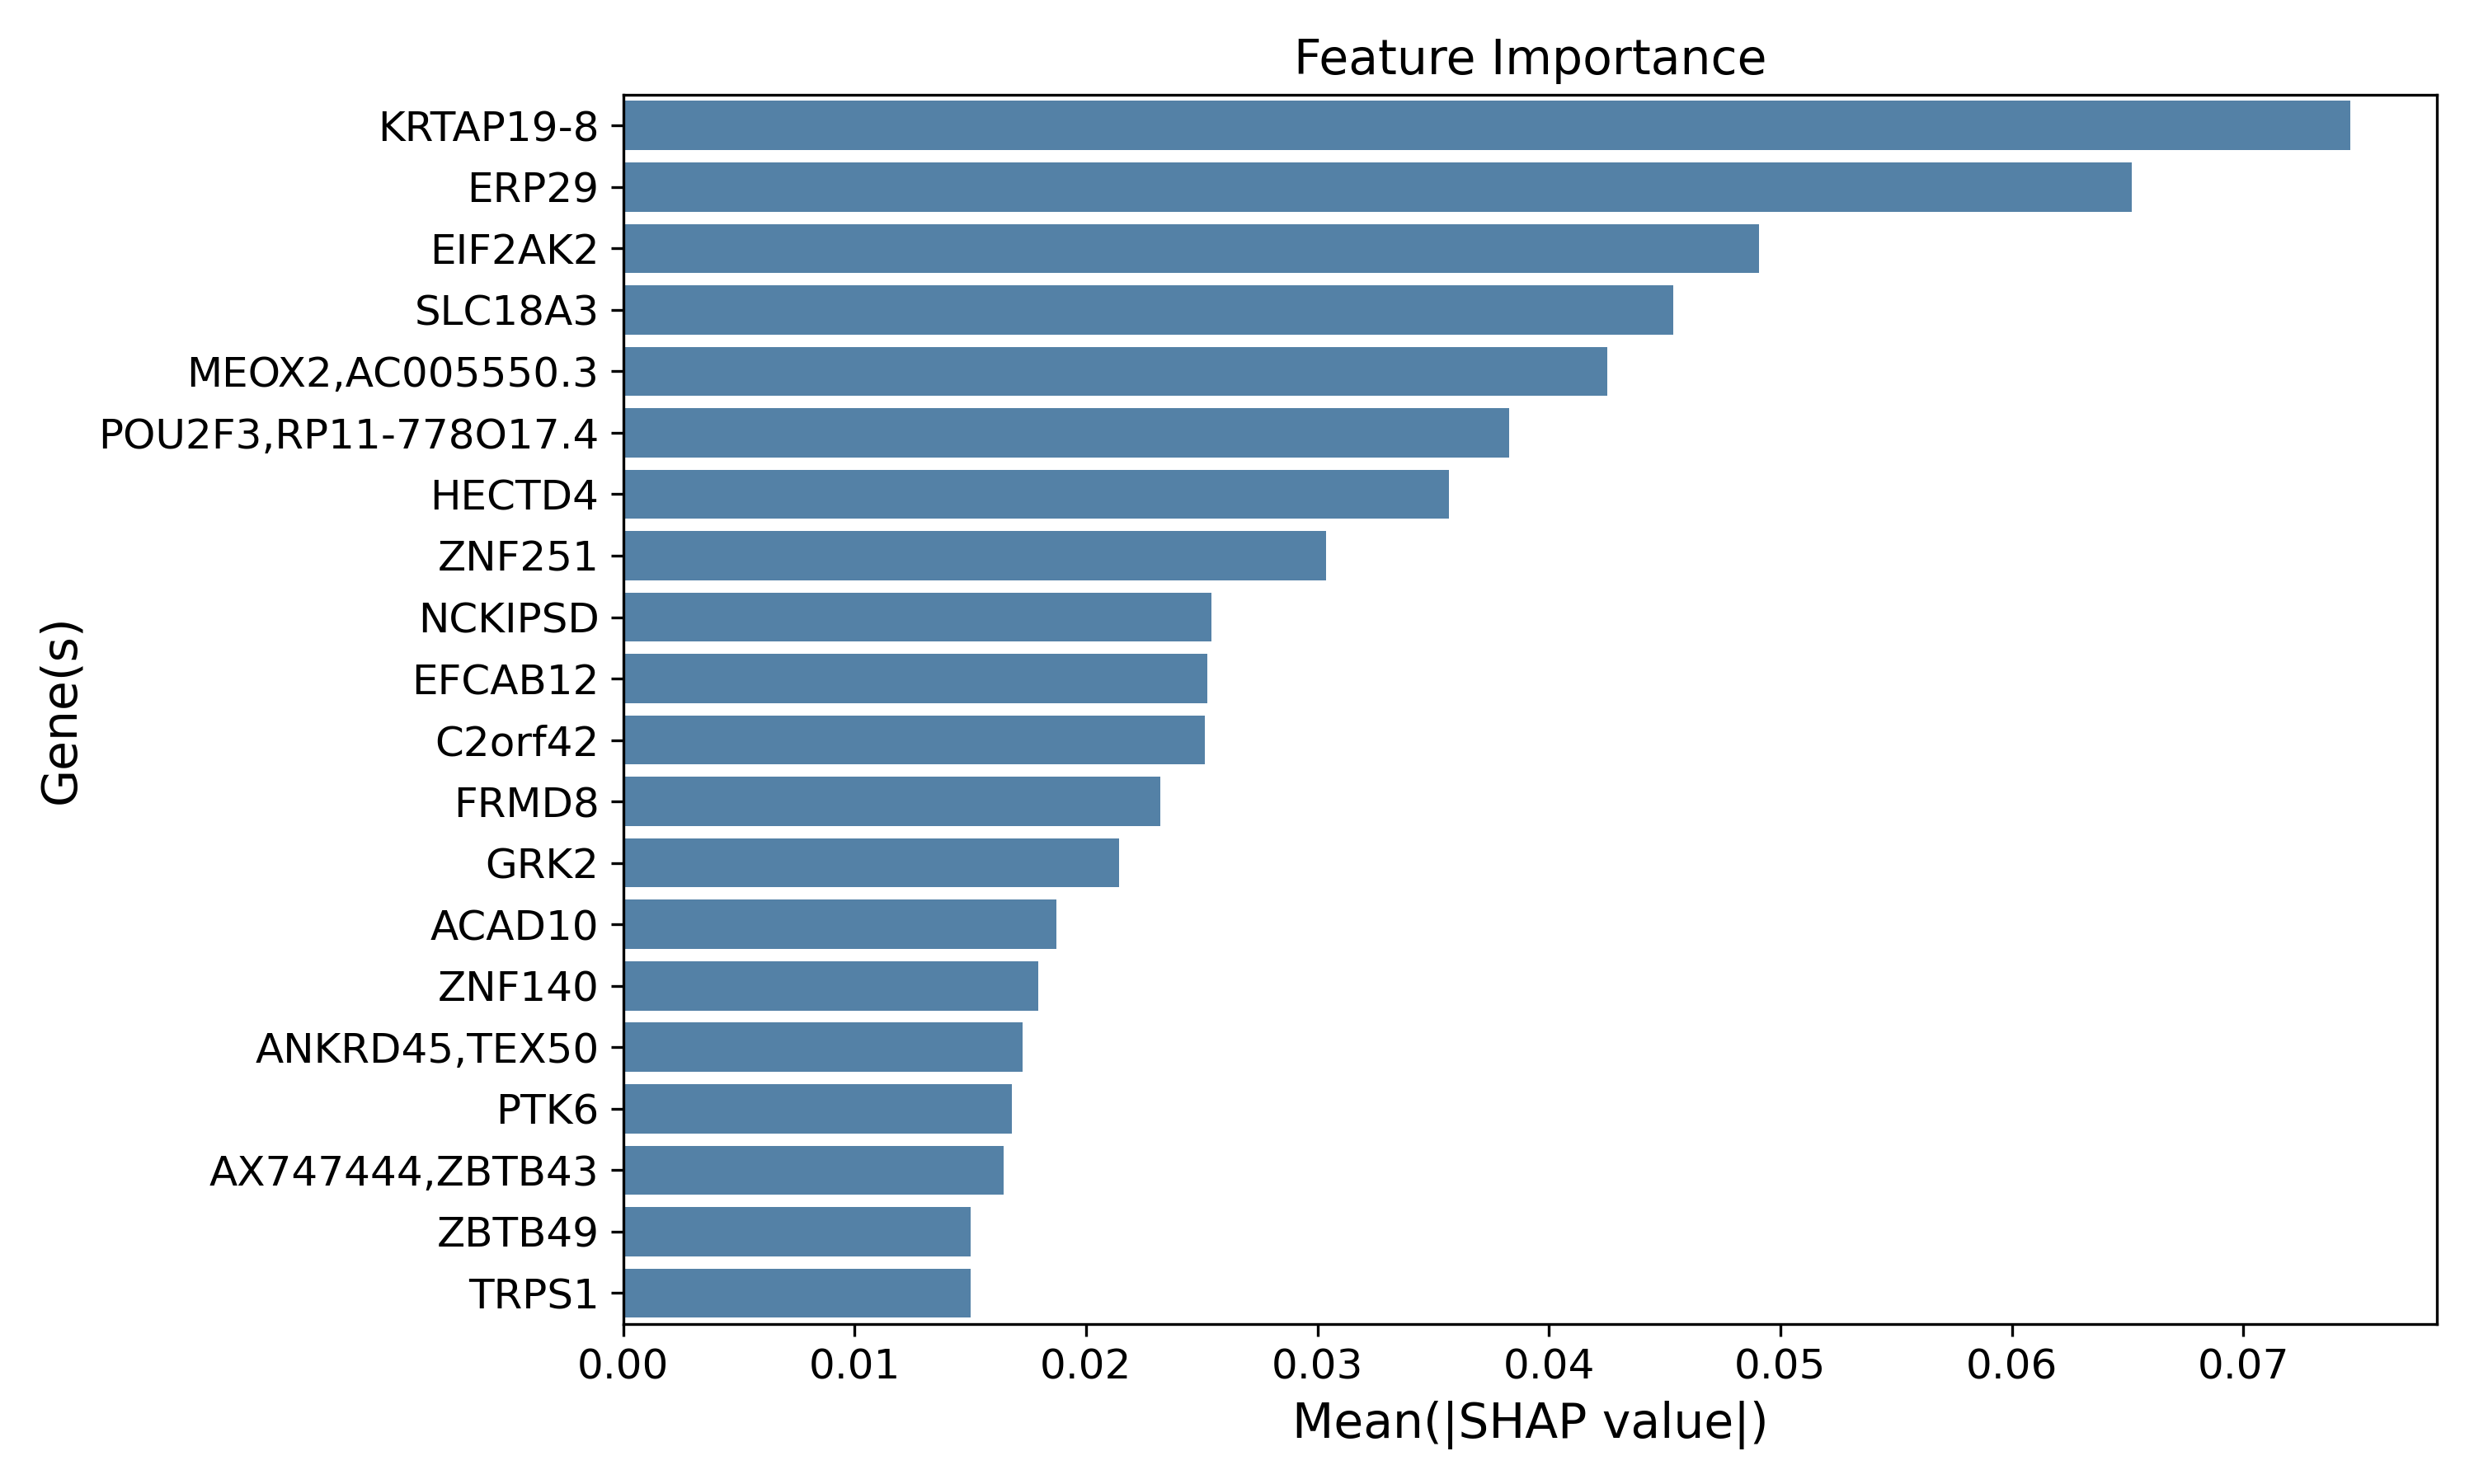 Feature Importance
KRTAP19-8
ERP29
EIF2AK2
SLC18A3
MEOX2,AC005550.3
POU2F3,RP11-778O17.4
HECTD4
ZNF251
NCKIPSD
EFCAB12
C2orf42
FRMD8
GRK2
ACAD10
ZNF140
ANKRD45,TEX50
PTK6
AX747444,ZBTB43
ZBTB49
TRPS1
Gene(s)
0.00 0.01 0.02 0.03 0.04 0.05 0.06 0.07
Mean(|SHAP value|)